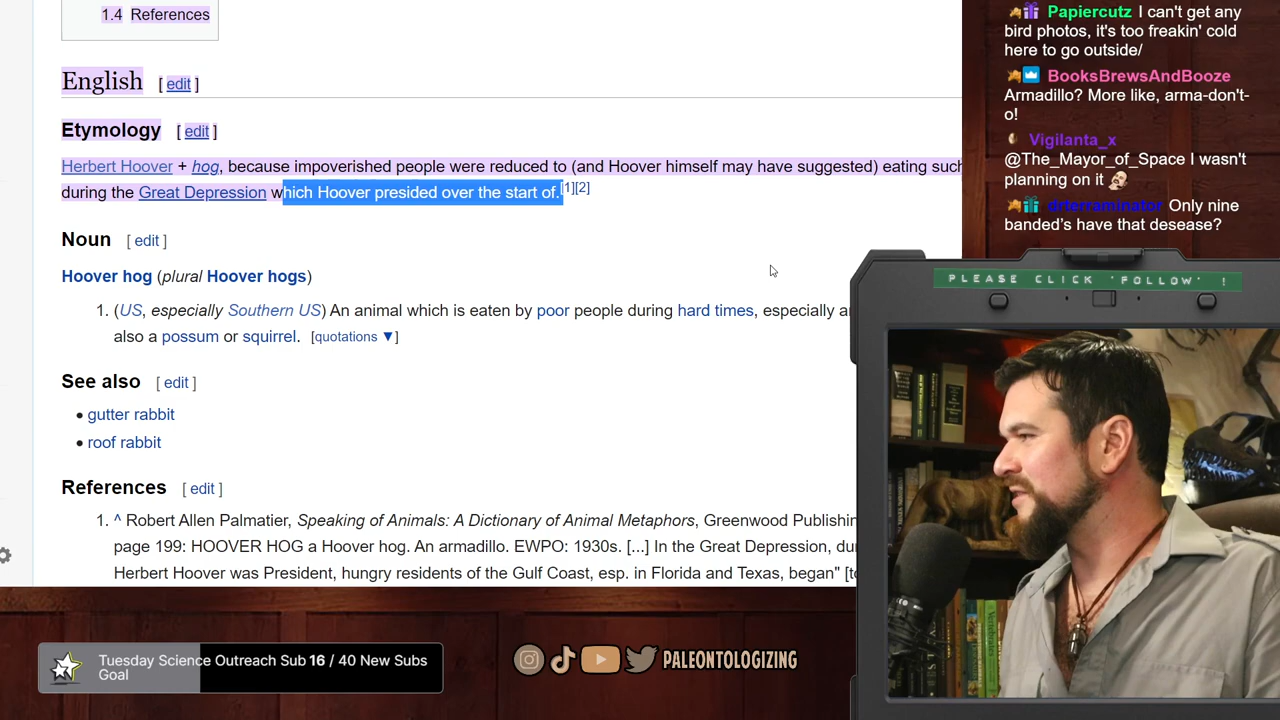 1.4 References
English [ edit ]
Etymology [ edit ]
Herbert Hoover + hog, because impoverished people were reduced to (and Hoover himself may have suggested) eating such
during the Great Depression which Hoover presided over the start of.[1][2]
Noun [ edit ]
Hoover hog (plural Hoover hogs)
1. (US, especially Southern US) An animal which is eaten by poor people during hard times, especially
also a possum or squirrel. [quotations ▼]
See also [ edit ]
• gutter rabbit
• roof rabbit
References [ edit ]
1. ^ Robert Allen Palmatier, Speaking of Animals: A Dictionary of Animal Metaphors, Greenwood
page 199: HOOVER HOG a Hoover hog. An armadillo. EWPO: 1930s. [...] In the Great Depression,
Herbert Hoover was President, hungry residents of the Gulf Coast, esp. in Florida and Texas, began"
Papiercutz I can't get any
bird photos, it's too freakin' cold
here to go outside/
BooksBrewsAndBooze
Armadillo? More like, arma-don't-
o!
Vigilanta_x
@The_Mayor_of_Space I wasn't
planning on it
drterraminator Only nine
banded's have that desease?
PLEASE CLICK 'FOLLOW' !
Tuesday Science Outreach Sub 16 / 40 New Subs
Goal
PALEONTOLOGIZING
Vertebrates